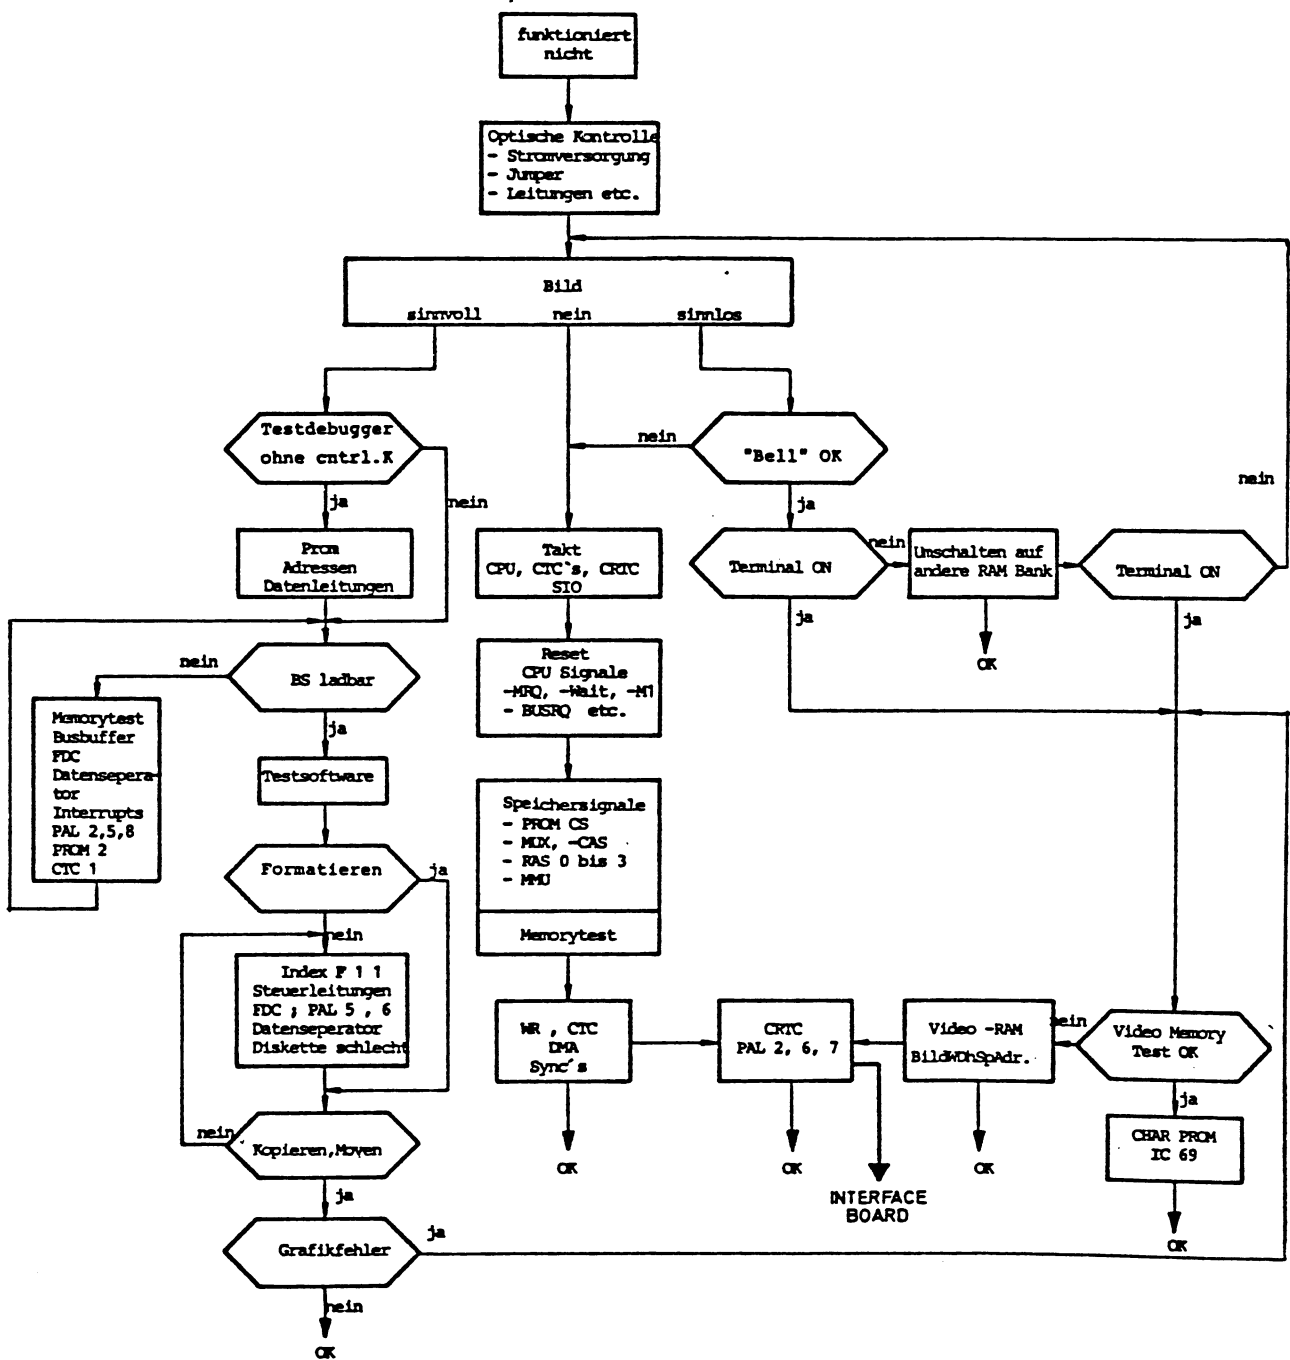 funktioniert
nicht
Optische Kontrolle
- Stromversorgung
- Jumper
- Leitungen etc.
Bild
sinnvoll nein sinnlos
Testdebugger
ohne cntrl.K
ja
nein
Prom
Adressen
Datenleitungen
nein
BS ladbar
ja
Memorytest
Busbuffer
FDC
Datensepera-
tor
Interrupts
PAL 2,5,8
PROM 2
CTC 1
Testsoftware
Formatieren
ja
nein
Index F 1 1
Steuerleitungen
FDC ; PAL 5 , 6
Datenseperator
Diskette schlecht
nein
Kopieren,Moven
ja
Grafikfehler
ja
nein
OK
Takt
CPU, CTC`s, CRTC
SIO
Reset
CPU Signale
-MRQ, -Wait, -M1
- BUSRQ etc.
Speichersignale
- PROM CS
- MUX, -CAS
- RAS 0 bis 3
- MMU
Memorytest
WR , CTC
DMA
Sync´s
OK
nein
"Bell" OK
ja
Terminal ON
nein
ja
Umschalten auf
andere RAM Bank
OK
Terminal ON
nein
ja
CRTC
PAL 2, 6, 7
OK
INTERFACE
BOARD
Video -RAM
BildWDhSpAdr.
OK
nein
Video Memory
Test OK
ja
CHAR PROM
IC 69
OK